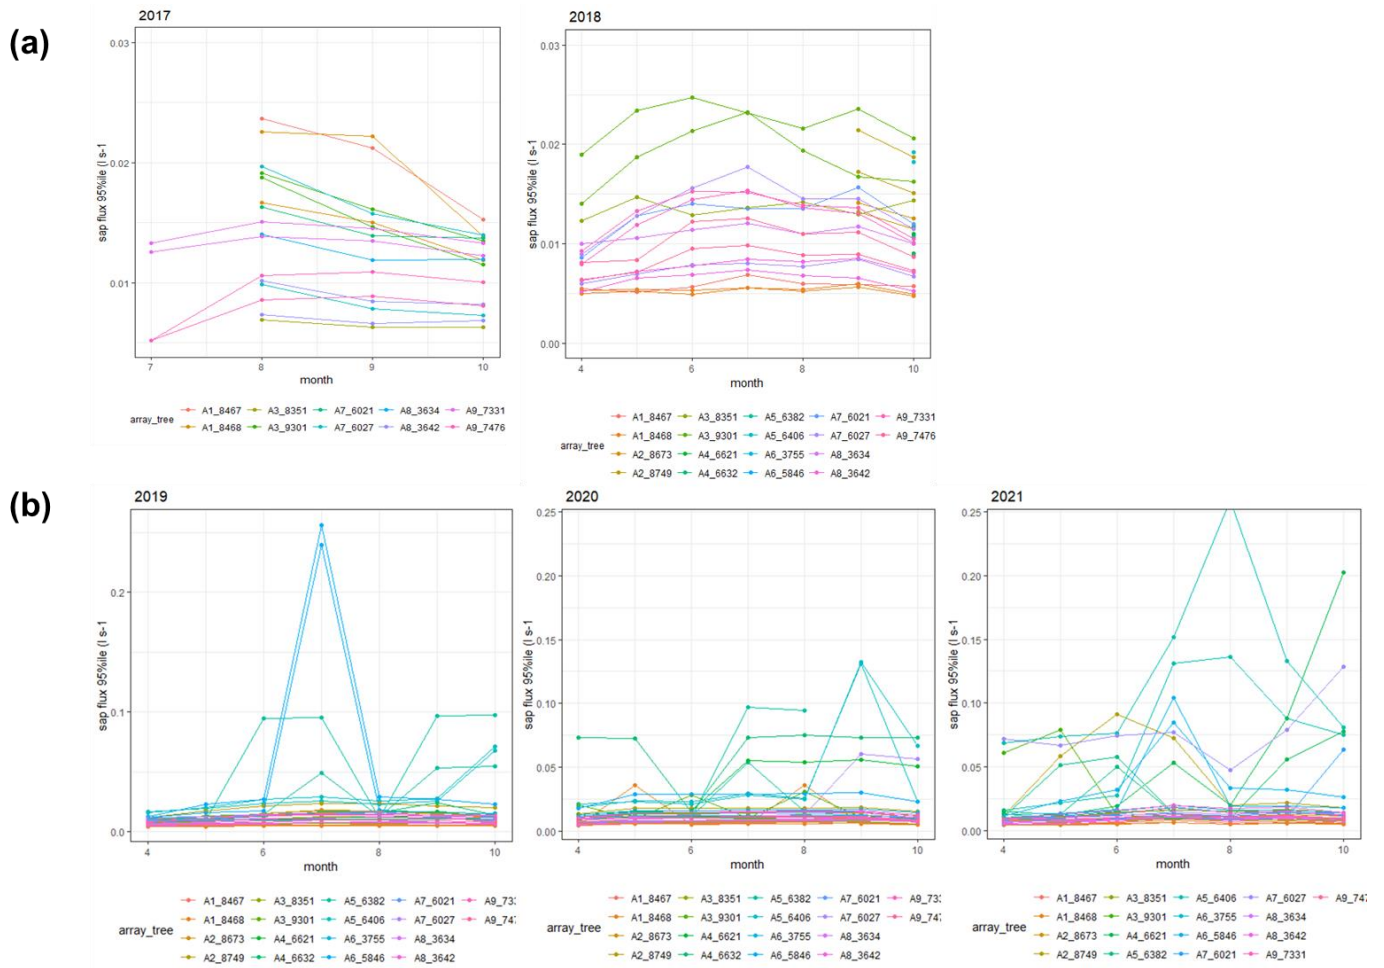 (a)
2017
sap flux 95%ile (l s-1
0.03
0.02
0.01
7 8 9 10
month
array_tree
A1_8467 A3_8351 A7_6021 A8_3634 A9_7331
A1_8468 A3_9301 A7_6027 A8_3642 A9_7476
2018
sap flux 95%ile (l s-1
0.03
0.02
0.01
0.00
4 5 6 7 8 9 10
month
array_tree
A1_8467 A3_8351 A5_6382 A7_6021 A9_7331
A1_8468 A3_9301 A5_6406 A7_6027 A9_7476
A2_8673 A4_6621 A6_3755 A8_3634
A2_8749 A4_6632 A6_5846 A8_3642
(b)
2019
sap flux 95%ile (l s-1
0.2
0.1
0.0
4 6 8 10
month
array_tree
A1_8467 A3_8351 A5_6382 A7_6021 A9_73
A1_8468 A3_9301 A5_6406 A7_6027 A9_747
A2_8673 A4_6621 A6_3755 A8_3634
A2_8749 A4_6632 A6_5846 A8_3642
2020
sap flux 95%ile (l s-1
0.25
0.20
0.15
0.10
0.05
0.00
4 6 8 10
month
array_tree
A1_8467 A3_8351 A5_6382 A7_6021 A9_73
A1_8468 A3_9301 A5_6406 A7_6027 A9_747
A2_8673 A4_6621 A6_3755 A8_3634
A2_8749 A4_6632 A6_5846 A8_3642
2021
sap flux 95%ile (l s-1
0.25
0.20
0.15
0.10
0.05
0.00
4 6 8 10
month
array_tree
A1_8467 A3_8351 A5_6406 A7_6027 A9_747
A1_8468 A3_9301 A6_3755 A8_3634
A2_8673 A4_6621 A6_5846 A8_3642
A2_8749 A5_6382 A7_6021 A9_7331